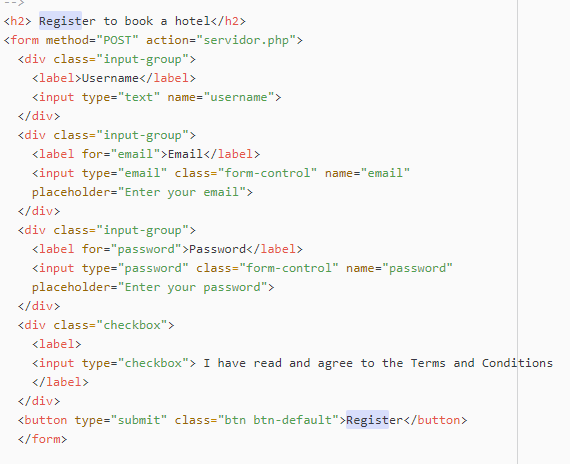 -->
<h2> Register to book a hotel</h2>
<form method="POST" action="servidor.php">
<div class="input-group">
<label>Username</label>
<input type="text" name="username">
</div>
<div class="input-group">
<label for="email">Email</label>
<input type="email" class="form-control" name="email"
placeholder="Enter your email">
</div>
<div class="input-group">
<label for="password">Password</label>
<input type="password" class="form-control" name="password"
placeholder="Enter your password">
</div>
<div class="checkbox">
<label>
<input type="checkbox"> I have read and agree to the Terms and Conditions
</label>
</div>
<button type="submit" class="btn btn-default">Register</button>
</form>